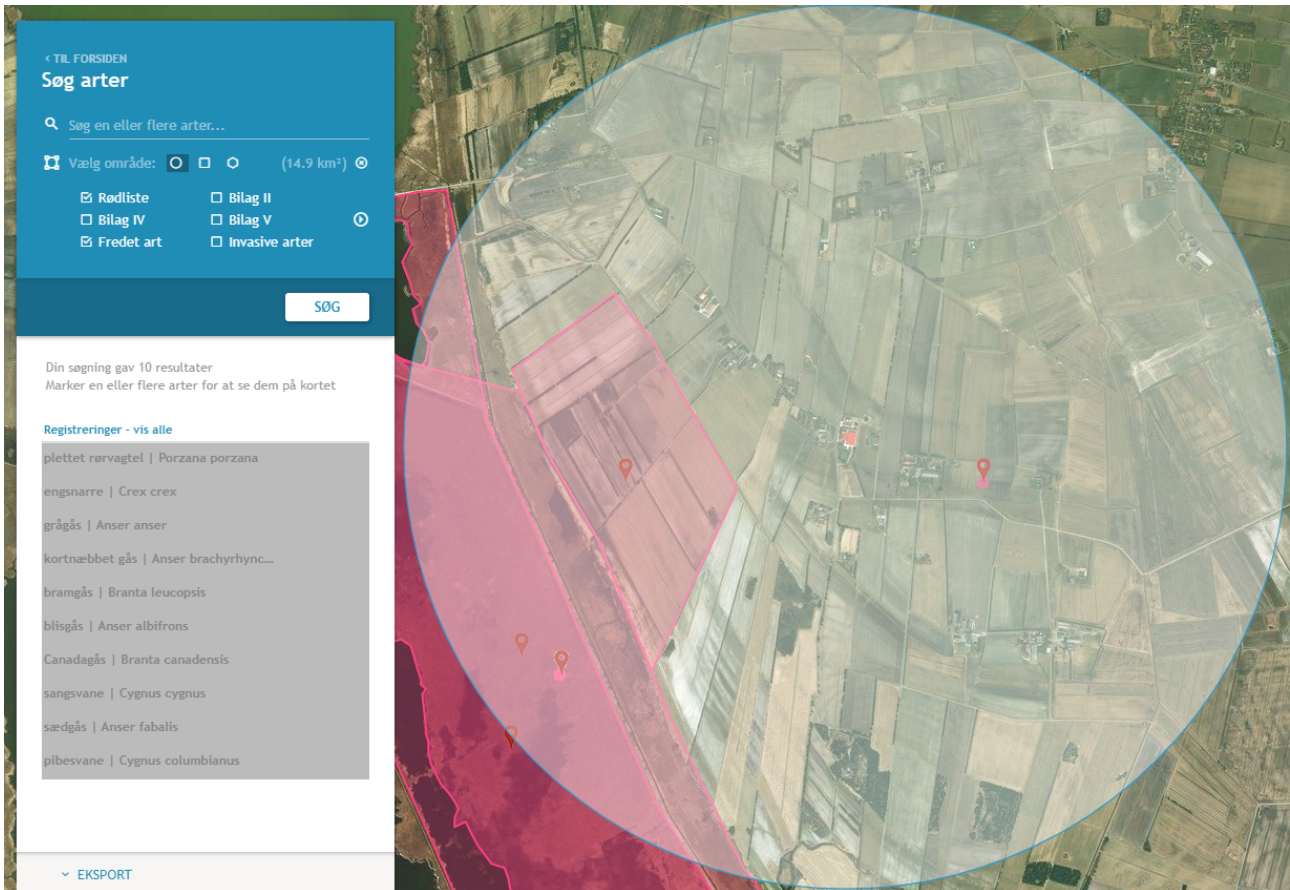 ‹ TIL FORSIDEN
Søg arter
Søg en eller flere arter...
Vælg område: (14.9 km²)
Rødliste Bilag II
Bilag IV Bilag V
Fredet art Invasive arter
SØG
Din søgning gav 10 resultater
Marker en eller flere arter for at se dem på kortet
Registreringer - vis alle
plettet rørvagtel | Porzana porzana
engsnarre | Crex crex
grågås | Anser anser
kortnæbbet gås | Anser brachyrhync...
bramgås | Branta leucopsis
blisgås | Anser albifrons
Canadagås | Branta canadensis
sangsvane | Cygnus cygnus
sædgås | Anser fabalis
pibesvane | Cygnus columbianus
EKSPORT